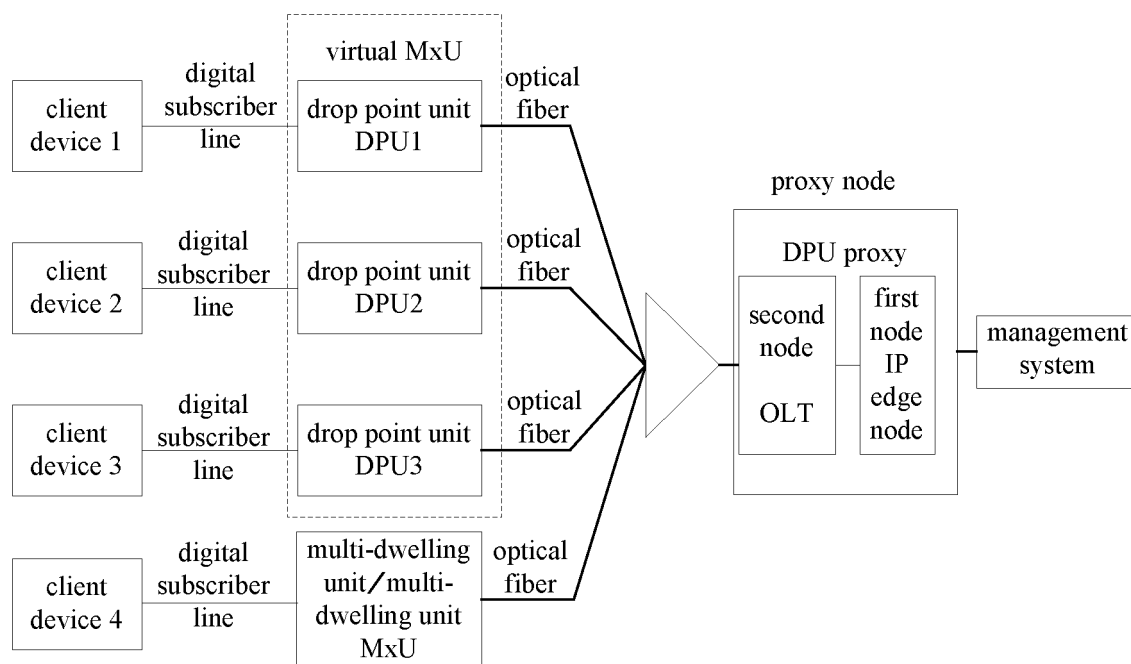 virtual MxU
client
device 1
digital
subscriber
line
drop point unit
DPU1
optical
fiber
client
device 2
digital
subscriber
line
drop point unit
DPU2
optical
fiber
client
device 3
digital
subscriber
line
drop point unit
DPU3
optical
fiber
client
device 4
digital
subscriber
line
multi-dwelling
unit/multi-
dwelling unit
MxU
optical
fiber
proxy node
DPU proxy
second
node
OLT
first
node
IP
edge
node
management
system